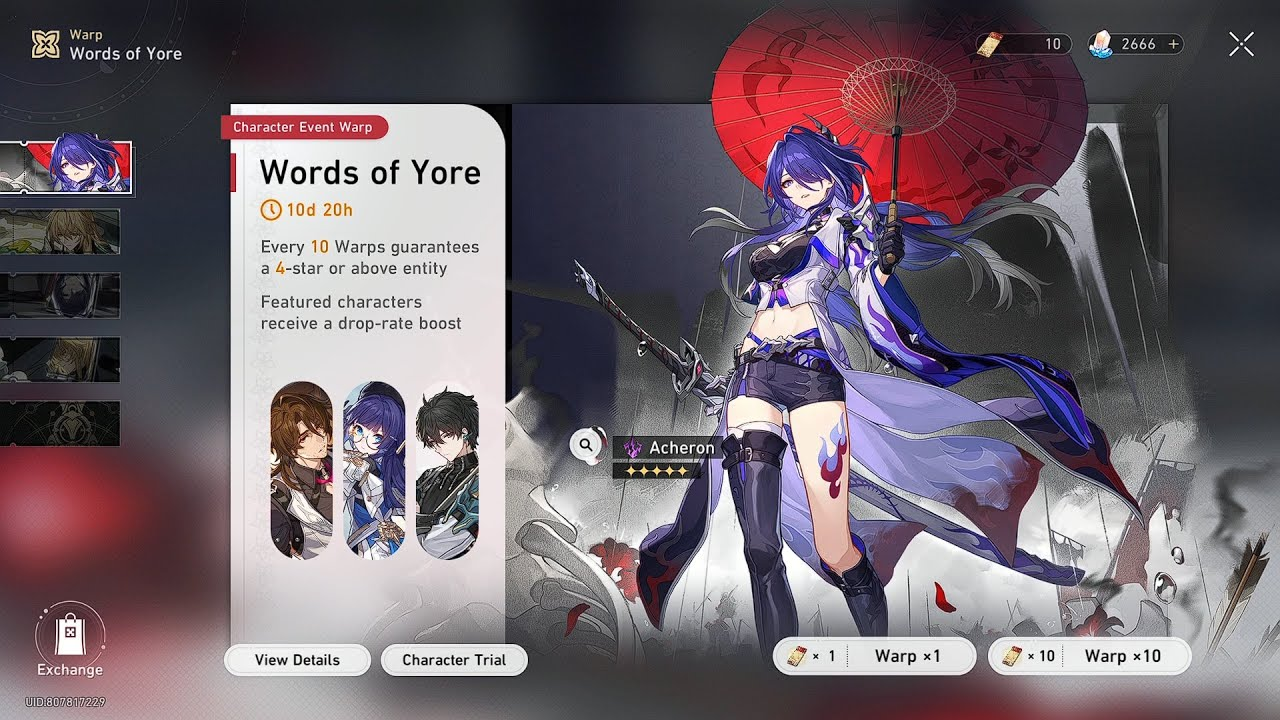 Warp
Words of Yore
10
2666 +
Character Event Warp
Words of Yore
10d 20h
Every 10 Warps guarantees
a 4-star or above entity
Featured characters
receive a drop-rate boost
Acheron
Exchange
View Details
Character Trial
× 1
Warp ×1
× 10
Warp ×10
UID:807817229